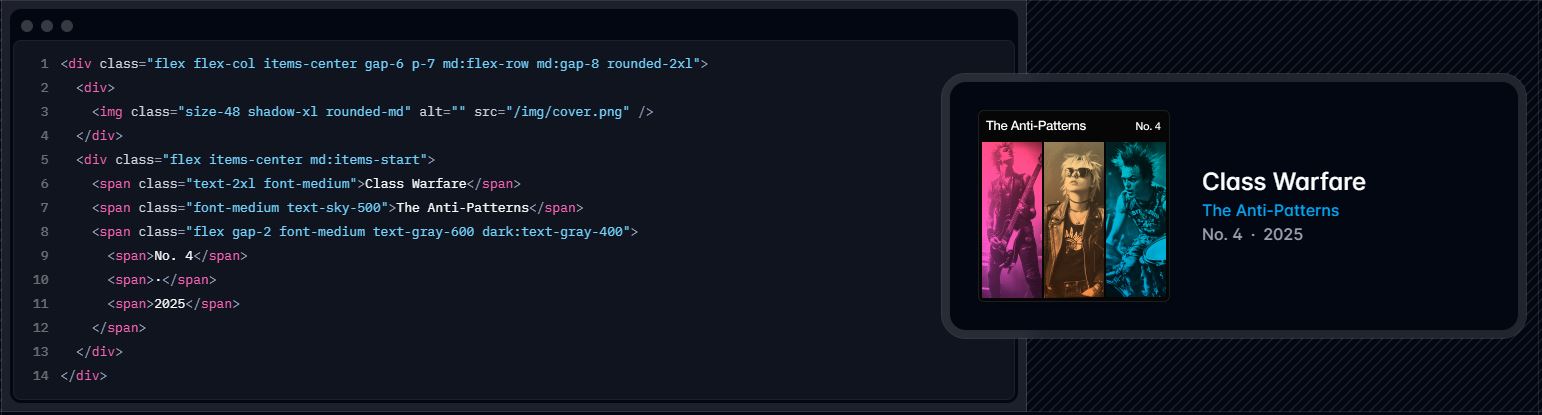 1 <div class="flex flex-col items-center gap-6 p-7 md:flex-row md:gap-8 rounded-2xl">
2   <div>
3     <img class="size-48 shadow-xl rounded-md" alt="" src="/img/cover.png" />
4   </div>
5   <div class="flex items-center md:items-start">
6     <span class="text-2xl font-medium">Class Warfare</span>
7     <span class="font-medium text-sky-500">The Anti-Patterns</span>
8     <span class="flex gap-2 font-medium text-gray-600 dark:text-gray-400">
9       <span>No. 4</span>
10       <span>·</span>
11       <span>2025</span>
12     </span>
13   </div>
14 </div>
The Anti-Patterns No. 4
Class Warfare
The Anti-Patterns
No. 4 · 2025